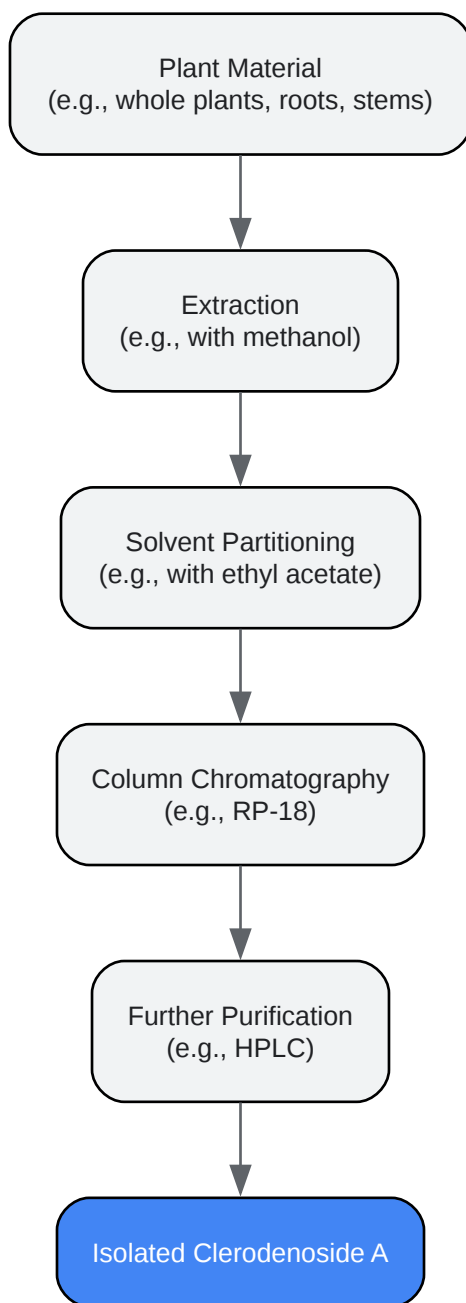 Plant Material
(e.g., whole plants, roots, stems)
Extraction
(e.g., with methanol)
Solvent Partitioning
(e.g., with ethyl acetate)
Column Chromatography
(e.g., RP-18)
Further Purification
(e.g., HPLC)
Isolated Clerodenoside A